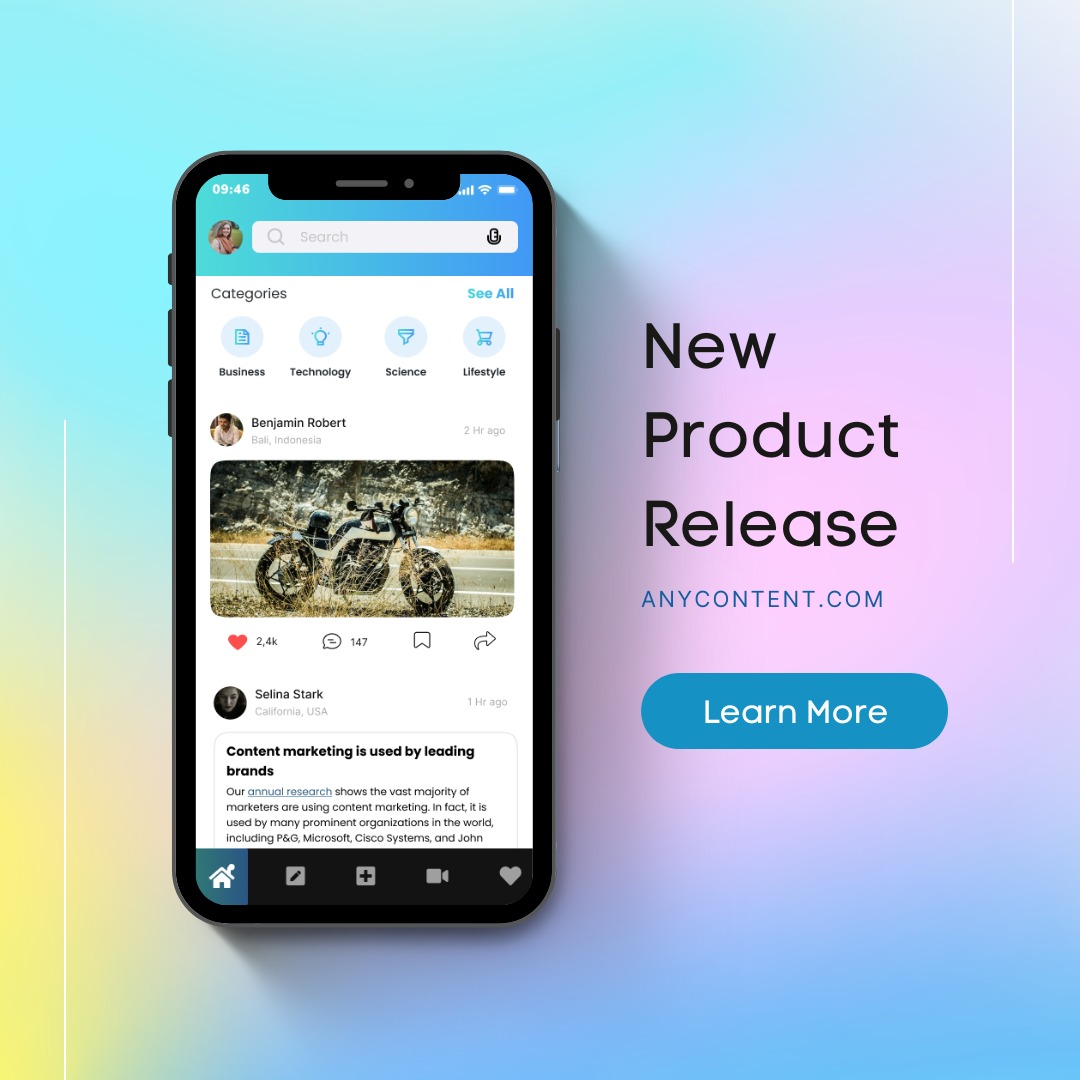 09:46
Search
Categories
See All
Business
Technology
Science
Lifestyle
Benjamin Robert
Bali, Indonesia
2 Hr ago
2,4k
147
Selina Stark
California, USA
1 Hr ago
Content marketing is used by leading
brands
Our annual research shows the vast majority of
marketers are using content marketing. In fact, it is
used by many prominent organizations in the world,
including P&G, Microsoft, Cisco Systems, and John
New
Product
Release
ANYCONTENT.COM
Learn More